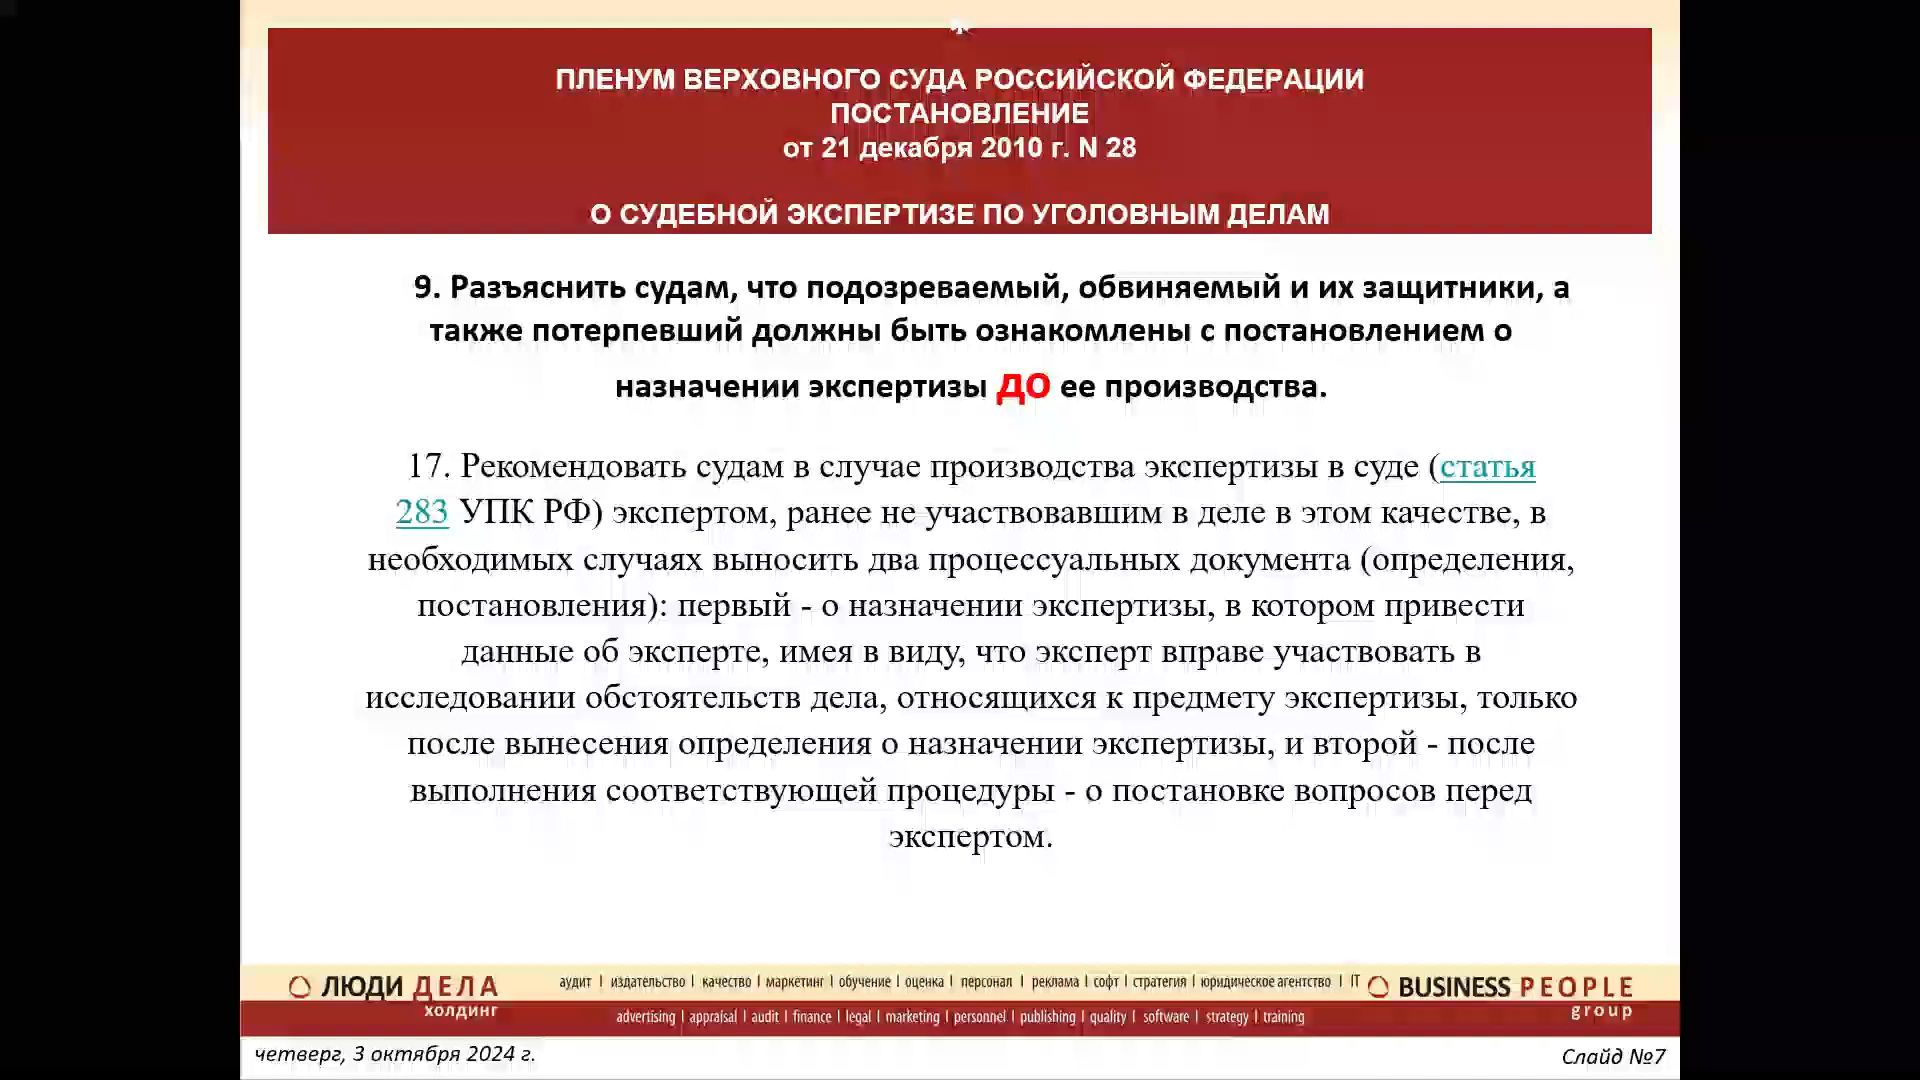 *
ПЛЕНУМ ВЕРХОВНОГО СУДА РОССИЙСКОЙ ФЕДЕРАЦИИ
ПОСТАНОВЛЕНИЕ
от 21 декабря 2010 г. N 28
О СУДЕБНОЙ ЭКСПЕРТИЗЕ ПО УГОЛОВНЫМ ДЕЛАМ
9. Разъяснить судам, что подозреваемый, обвиняемый и их защитники, а
также потерпевший должны быть ознакомлены с постановлением о
назначении экспертизы ДО ее производства.
17. Рекомендовать судам в случае производства экспертизы в суде (статья
283 УПК РФ) экспертом, ранее не участвовавшим в деле в этом качестве, в
необходимых случаях выносить два процессуальных документа (определения,
постановления): первый - о назначении экспертизы, в котором привести
данные об эксперте, имея в виду, что эксперт вправе участвовать в
исследовании обстоятельств дела, относящихся к предмету экспертизы, только
после вынесения определения о назначении экспертизы, и второй - после
выполнения соответствующей процедуры - о постановке вопросов перед
экспертом.
ЛЮДИ ДЕЛА
холдинг
аудит | издательство | качество | маркетинг | обучение | оценка | персонал | реклама | софт | стратегия | юридическое агентство | IT
advertising | appraisal | audit | finance | legal | marketing | personnel | publishing | quality | software | strategy | training
BUSINESS PEOPLE
group
четверг, 3 октября 2024 г.
Слайд №7